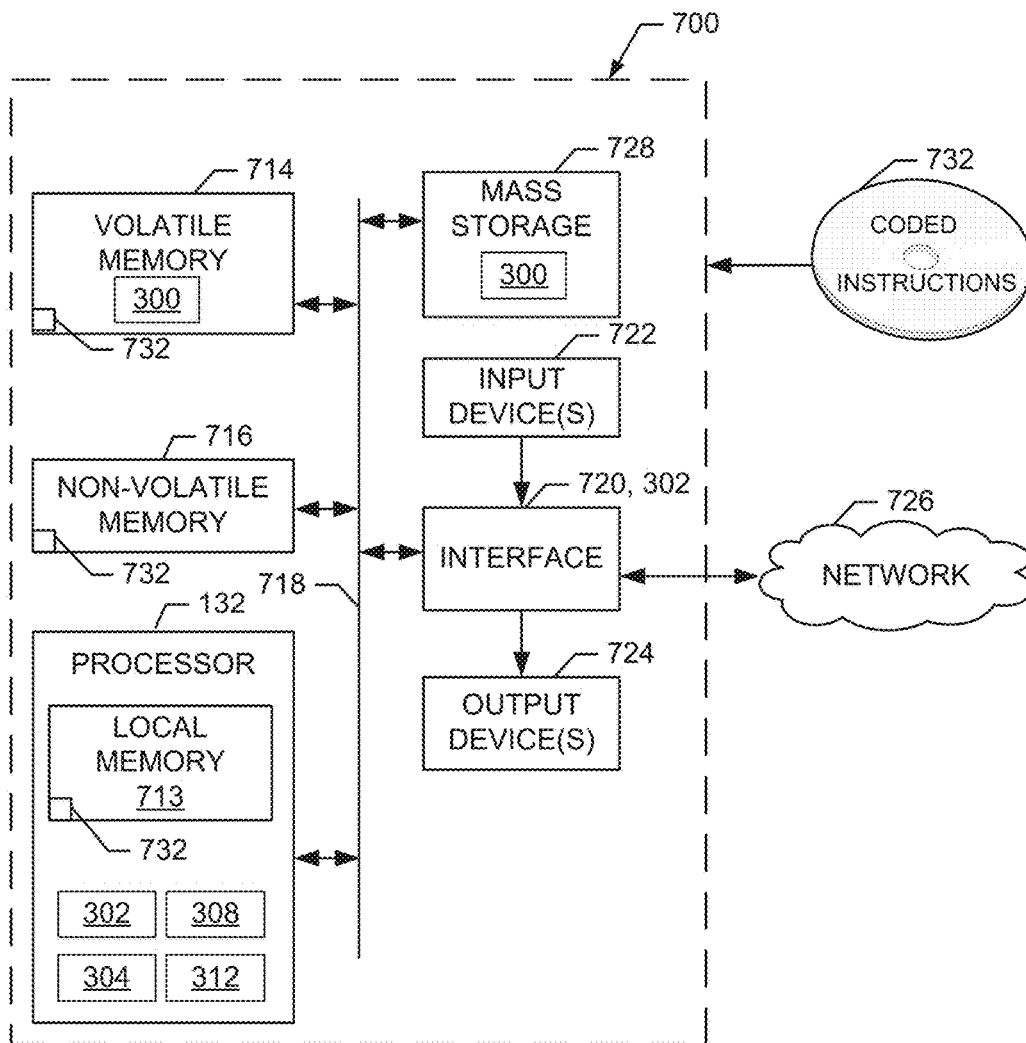 700
714
VOLATILE
MEMORY
300
732
728
MASS
STORAGE
300
732
CODED
INSTRUCTIONS
722
INPUT
DEVICE(S)
716
NON-VOLATILE
MEMORY
732
718
720, 302
INTERFACE
726
NETWORK
132
PROCESSOR
LOCAL
MEMORY
713
732
302
308
304
312
724
OUTPUT
DEVICE(S)